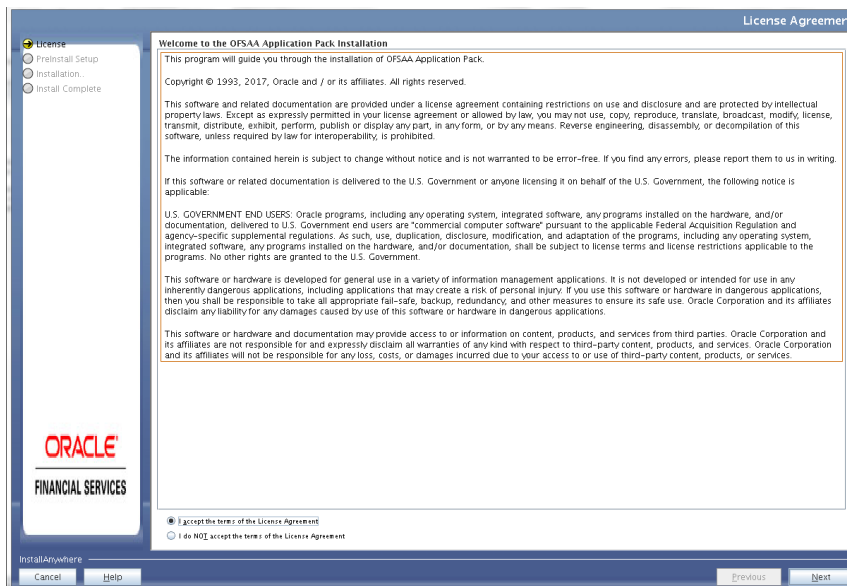 License Agreemen
License
PreInstall Setup
Installation..
Install Complete
Welcome to the OFSAA Application Pack Installation
This program will guide you through the installation of OFSAA Application Pack.
Copyright © 1993, 2017, Oracle and / or its affiliates. All rights reserved.
This software and related documentation are provided under a license agreement containing restrictions on use and disclosure and are protected by intellectual
property laws. Except as expressly permitted in your license agreement or allowed by law, you may not use, copy, reproduce, translate, broadcast, modify, license,
transmit, distribute, exhibit, perform, publish or display any part, in any form, or by any means. Reverse engineering, disassembly, or decompilation of this
software, unless required by law for interoperability, is prohibited.
The information contained herein is subject to change without notice and is not warranted to be error-free. If you find any errors, please report them to us in writing.
If this software or related documentation is delivered to the U.S. Government or anyone licensing it on behalf of the U.S. Government, the following notice is
applicable:
U.S. GOVERNMENT END USERS: Oracle programs, including any operating system, integrated software, any programs installed on the hardware, and/or
documentation, delivered to U.S. Government end users are "commercial computer software" pursuant to the applicable Federal Acquisition Regulation and
agency-specific supplemental regulations. As such, use, duplication, disclosure, modification, and adaptation of the programs, including any operating system,
integrated software, any programs installed on the hardware, and/or documentation, shall be subject to license terms and license restrictions applicable to the
programs. No other rights are granted to the U.S. Government.
This software or hardware is developed for general use in a variety of information management applications. It is not developed or intended for use in any
inherently dangerous applications, including applications that may create a risk of personal injury. If you use this software or hardware in dangerous applications,
then you shall be responsible to take all appropriate fail-safe, backup, redundancy, and other measures to ensure its safe use. Oracle Corporation and its affiliates
disclaim any liability for any damages caused by use of this software or hardware in dangerous applications.
This software or hardware and documentation may provide access to or information on content, products, and services from third parties. Oracle Corporation and
its affiliates are not responsible for and expressly disclaim all warranties of any kind with respect to third-party content, products, and services. Oracle Corporation
and its affiliates will not be responsible for any loss, costs, or damages incurred due to your access to or use of third-party content, products, or services.
ORACLE
FINANCIAL SERVICES
I accept the terms of the License Agreement
I do NOT accept the terms of the License Agreement
InstallAnywhere
Cancel
Help
Previous
Next